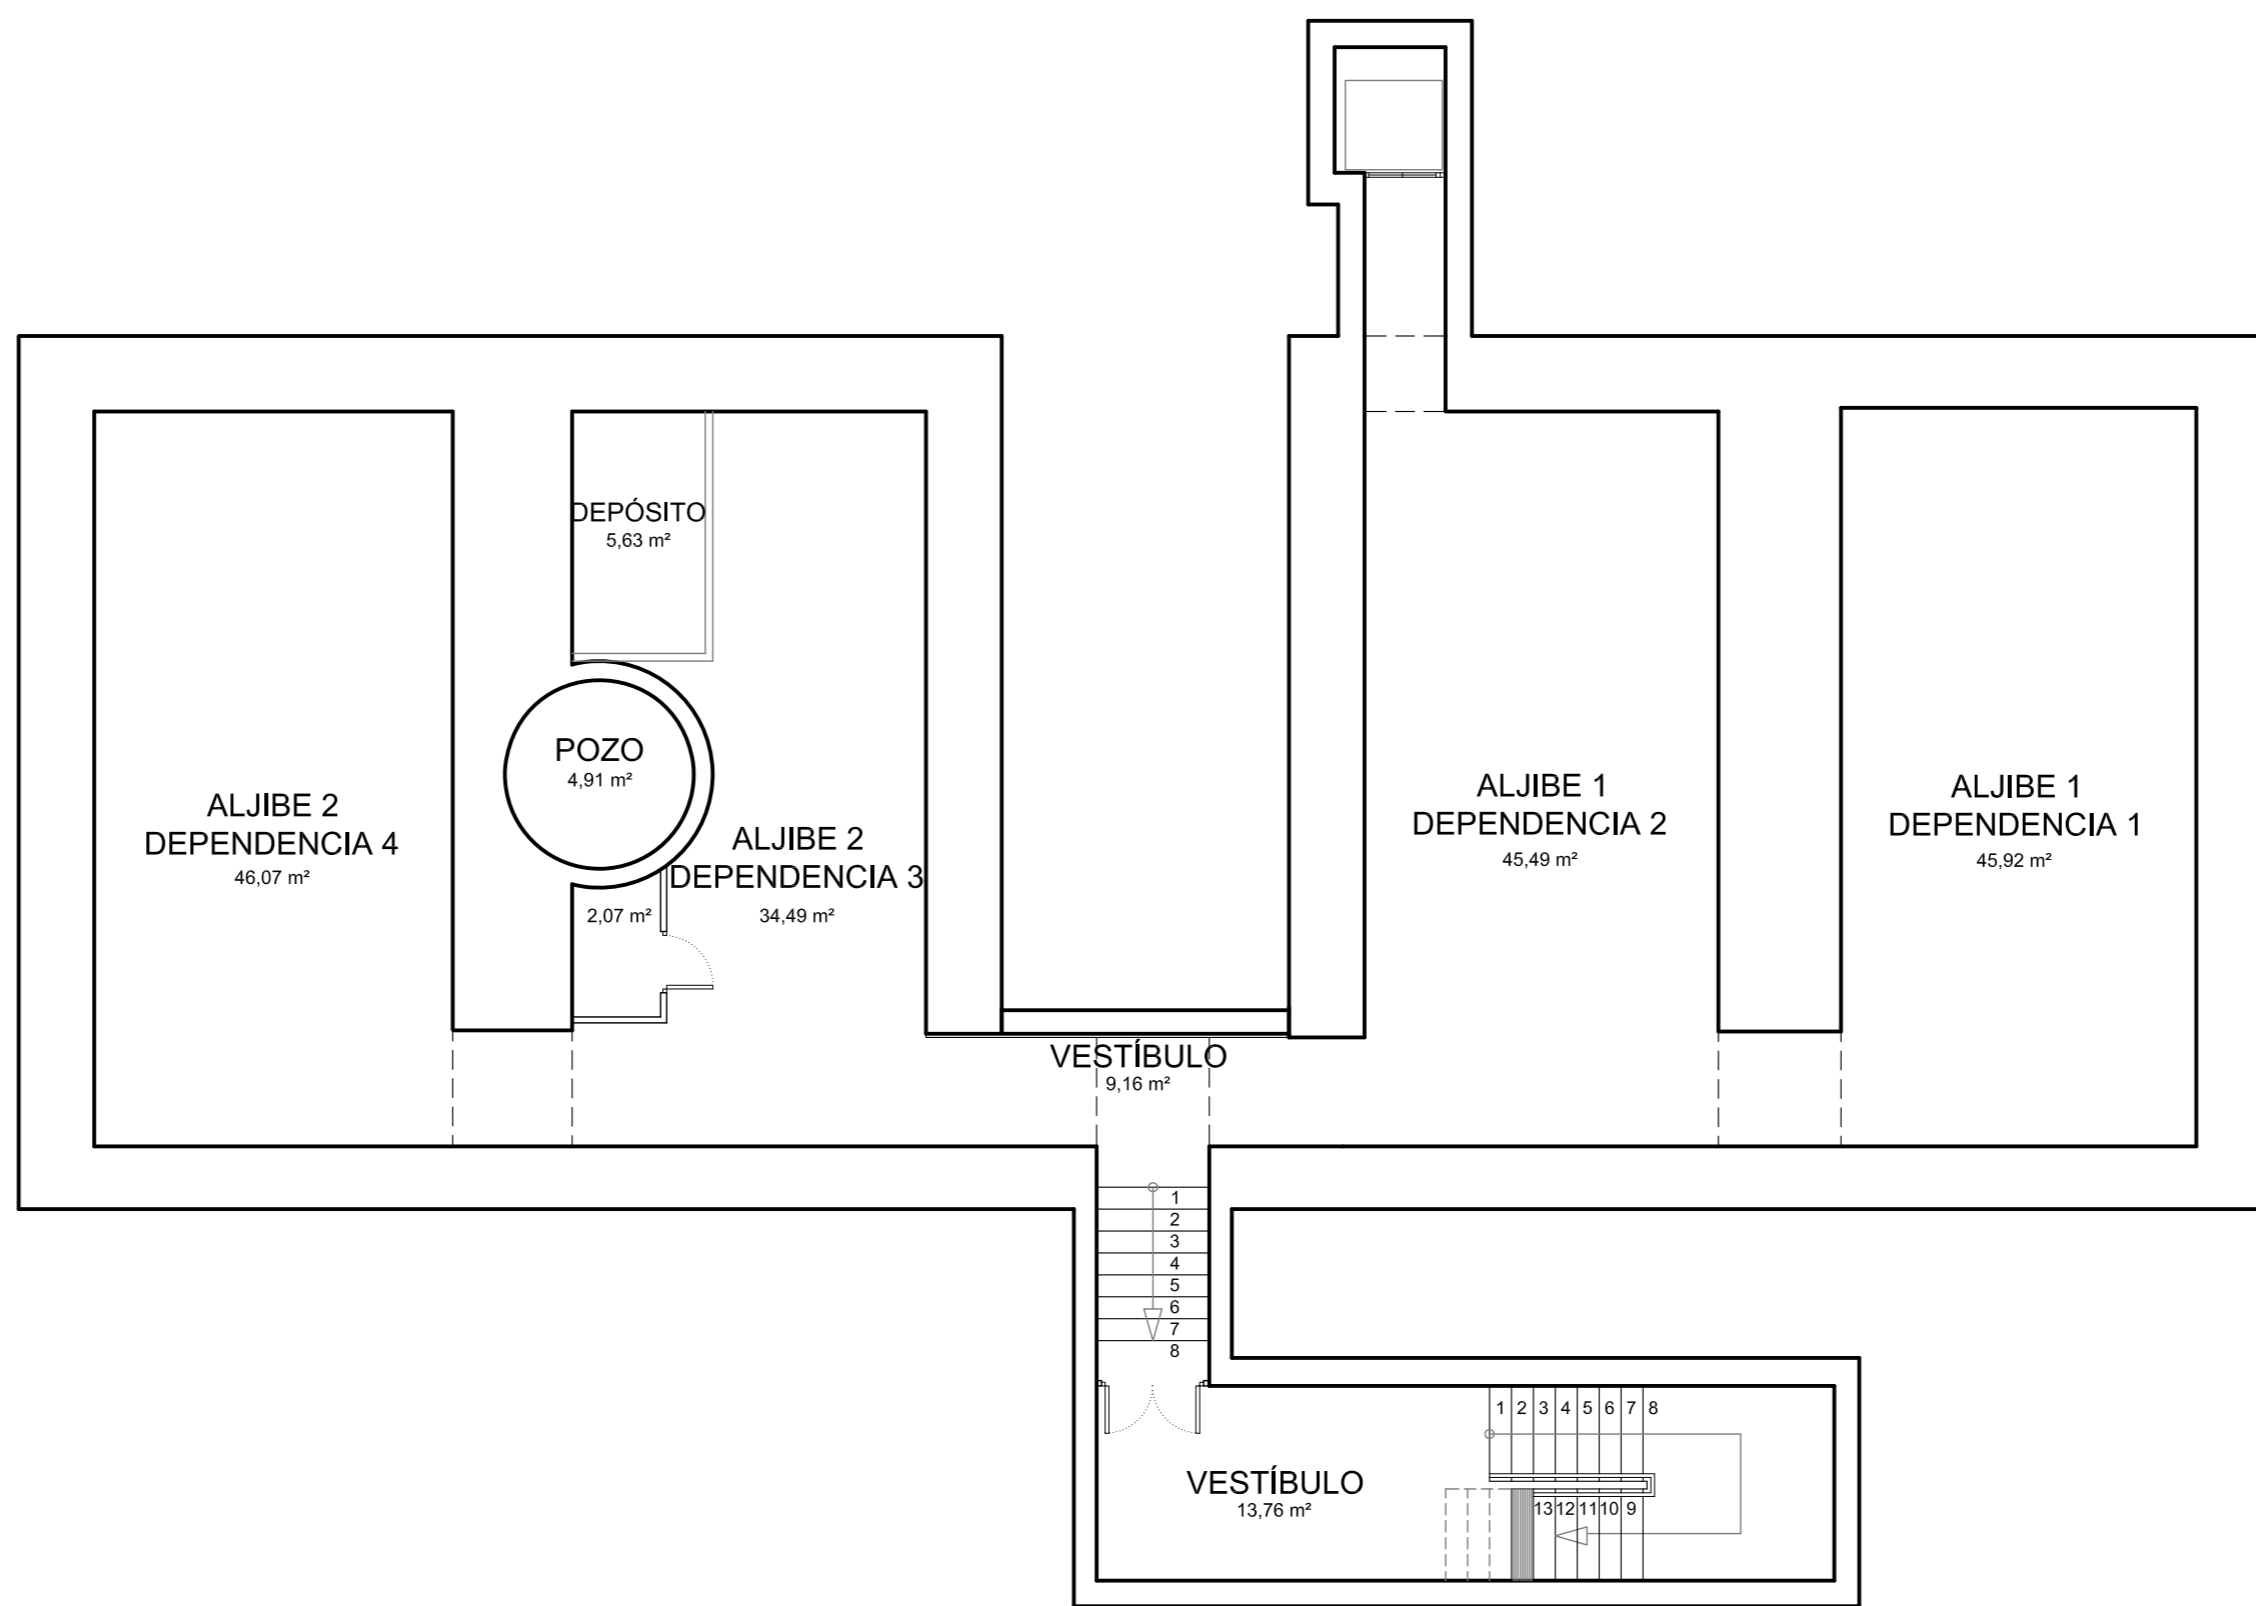 DEPÓSITO
5,63 m²
POZO
4,91 m²
ALJIBE 2
DEPENDENCIA 4
46,07 m²
ALJIBE 2
DEPENDENCIA 3
2,07 m²
34,49 m²
ALJIBE 1
DEPENDENCIA 2
45,49 m²
ALJIBE 1
DEPENDENCIA 1
45,92 m²
VESTÍBULO
9,16 m²
1
2
3
4
5
6
7
8
1 2 3 4 5 6 7 8
VESTÍBULO
13,76 m²
13 12 11 10 9